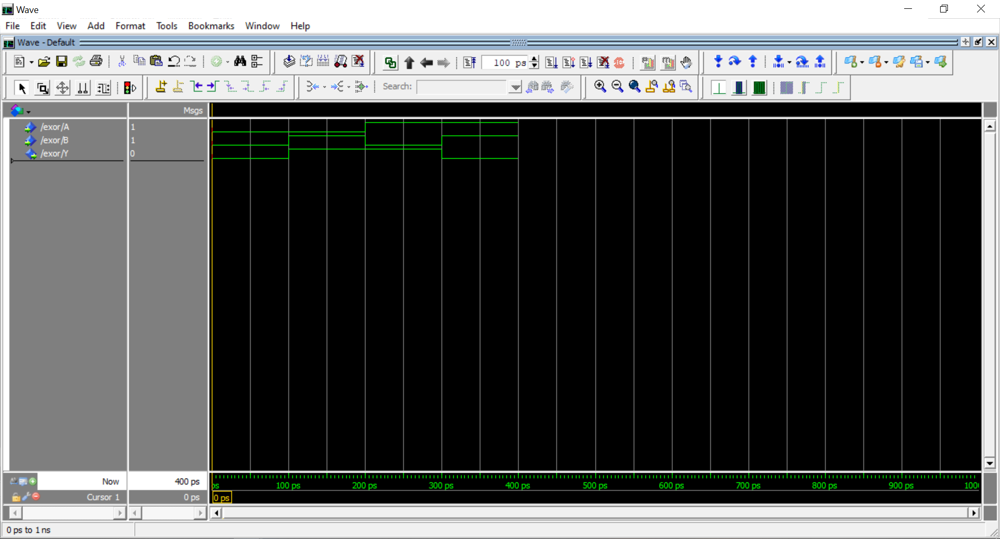 Wave
File Edit View Add Format Tools Bookmarks Window Help
Wave - Default
100 ps
Search:
Msgs
/exor/A 1
/exor/B 1
/exor/Y 0
Now 400 ps
ps 100 ps 200 ps 300 ps 400 ps 500 ps 600 ps 700 ps 800 ps 900 ps 100
Cursor 1 0 ps
0 ps
0 ps to 1 ns